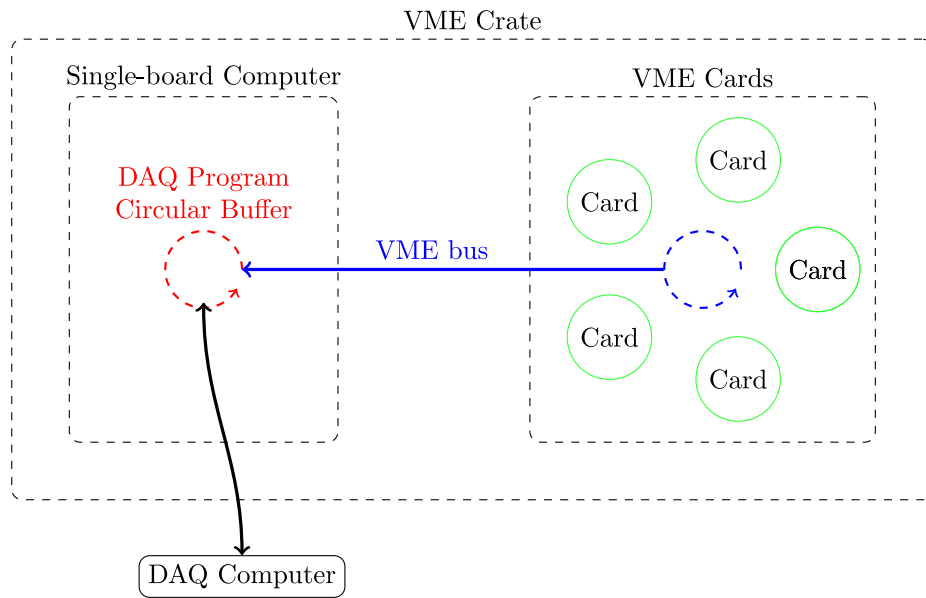 VME Crate
Single-board Computer
VME Cards
DAQ Program
Circular Buffer
VME bus
Card
Card
Card
Card
Card
DAQ Computer